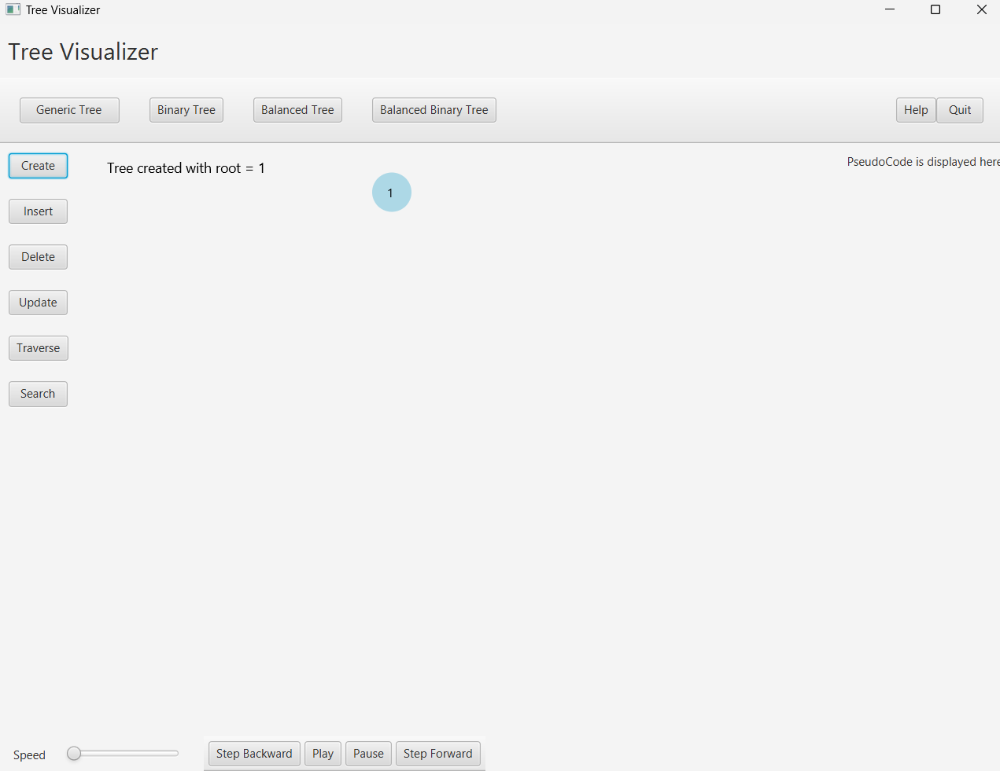 Tree Visualizer
Tree Visualizer
Generic Tree Binary Tree Balanced Tree Balanced Binary Tree Help Quit
Create
Tree created with root = 1
PseudoCode is displayed here
1
Insert
Delete
Update
Traverse
Search
Speed Step Backward Play Pause Step Forward